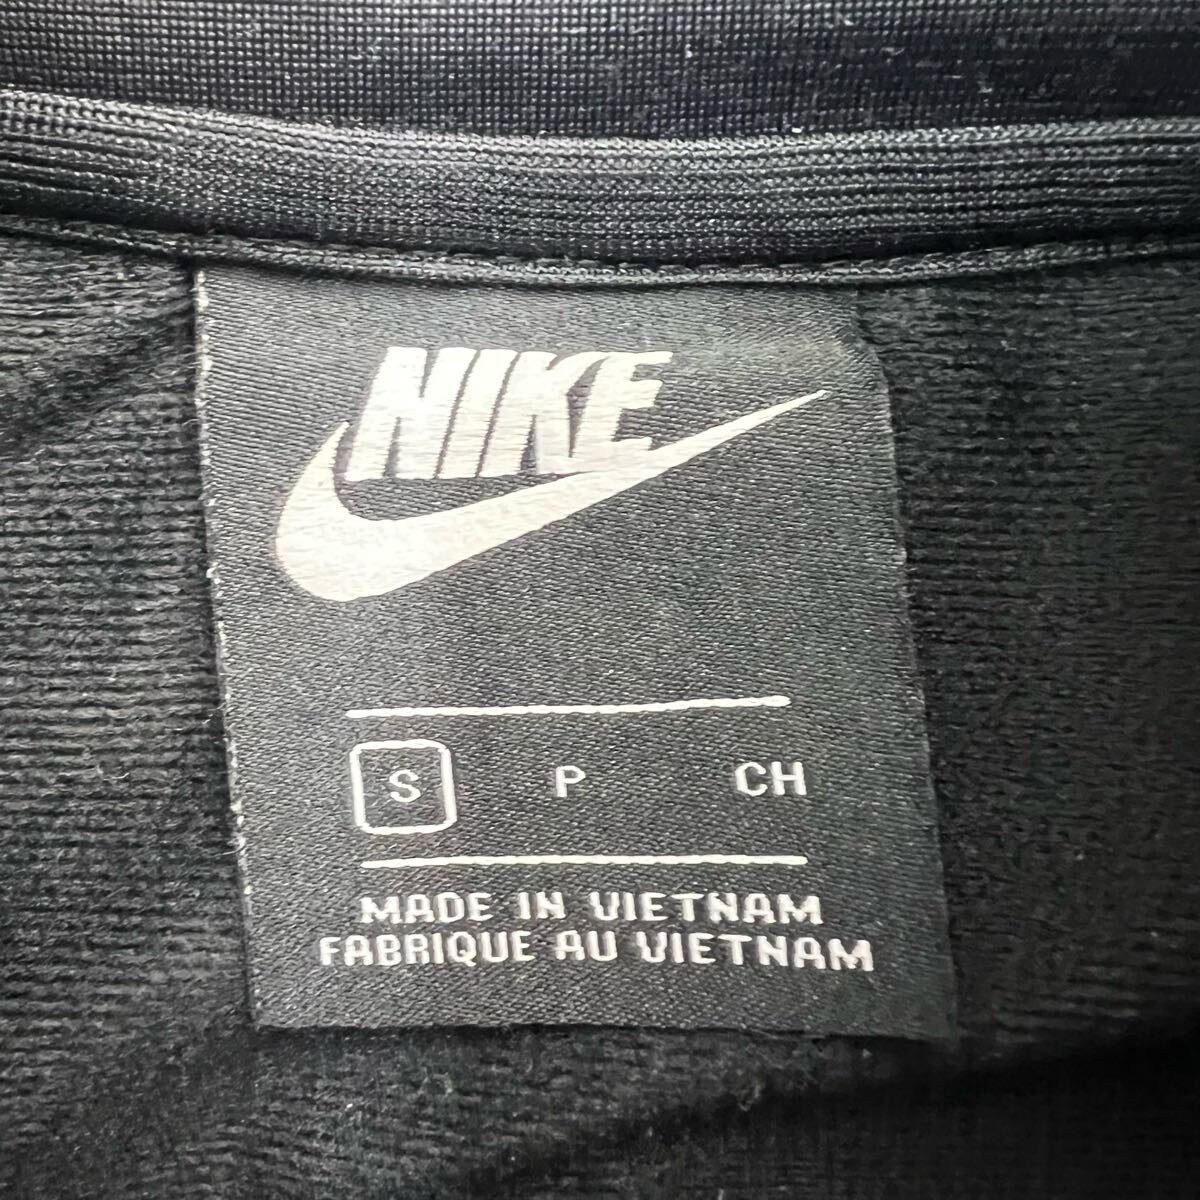 NIKE
S P CH
MADE IN VIETNAM
FABRIQUE AU VIETNAM